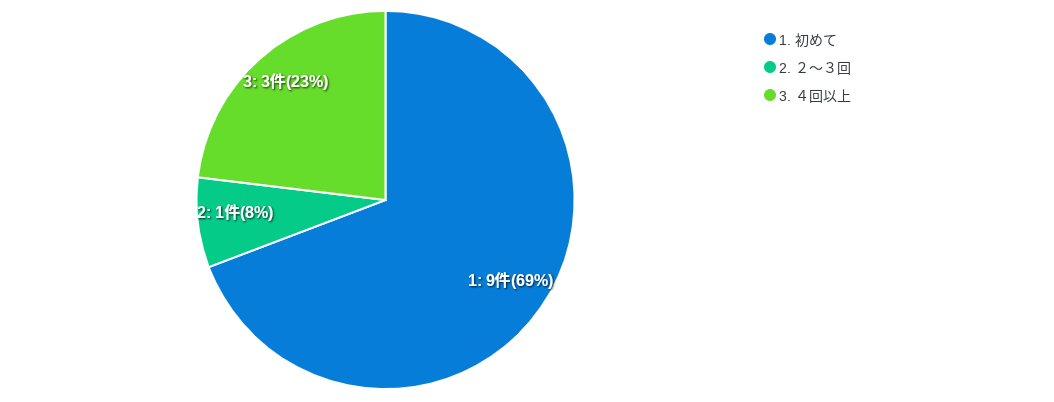 1. 初めて
2. ２～３回
3. ４回以上
3: 3件(23%)
2: 1件(8%)
1: 9件(69%)